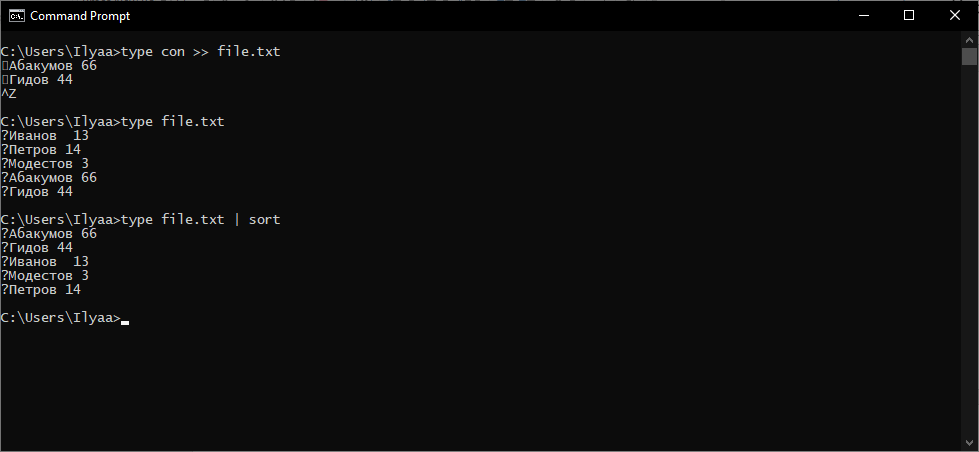 Command Prompt
C:\Users\Ilyaa>type con >> file.txt
Абакумов 66
Гидов 44
^Z
C:\Users\Ilyaa>type file.txt
?Иванов  13
?Петров 14
?Модестов 3
?Абакумов 66
?Гидов 44
C:\Users\Ilyaa>type file.txt | sort
?Абакумов 66
?Гидов 44
?Иванов  13
?Модестов 3
?Петров 14
C:\Users\Ilyaa>